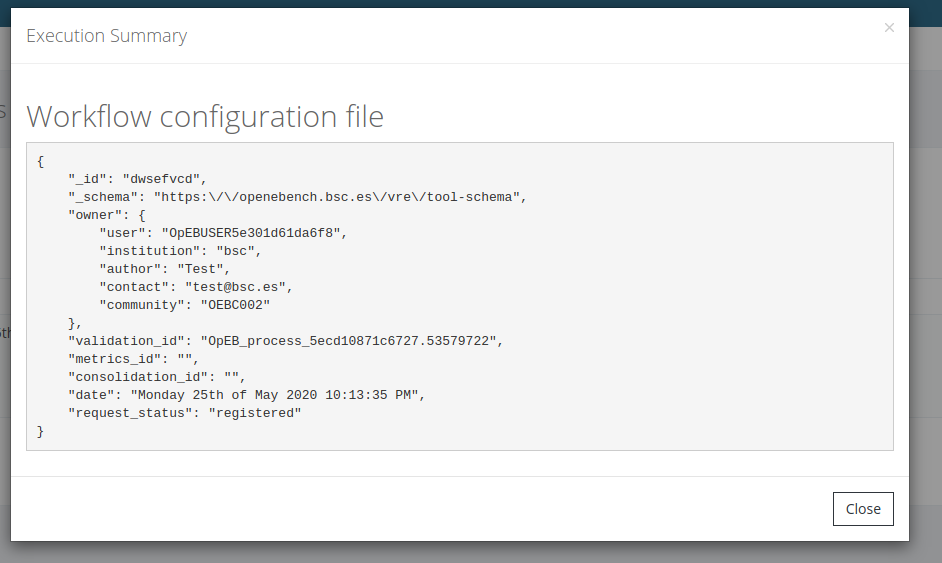 Execution Summary
×
Workflow configuration file
{
    "_id": "dwsefvcd",
    "_schema": "https:\/\/openebench.bsc.es\/vre\/tool-schema",
    "owner": {
        "user": "OpEBUSER5e301d61da6f8",
        "institution": "bsc",
        "author": "Test",
        "contact": "test@bsc.es",
        "community": "OEBC002"
    },
    "validation_id": "OpEB_process_5ecd10871c6727.53579722",
    "metrics_id": "",
    "consolidation_id": "",
    "date": "Monday 25th of May 2020 10:13:35 PM",
    "request_status": "registered"
}
Close